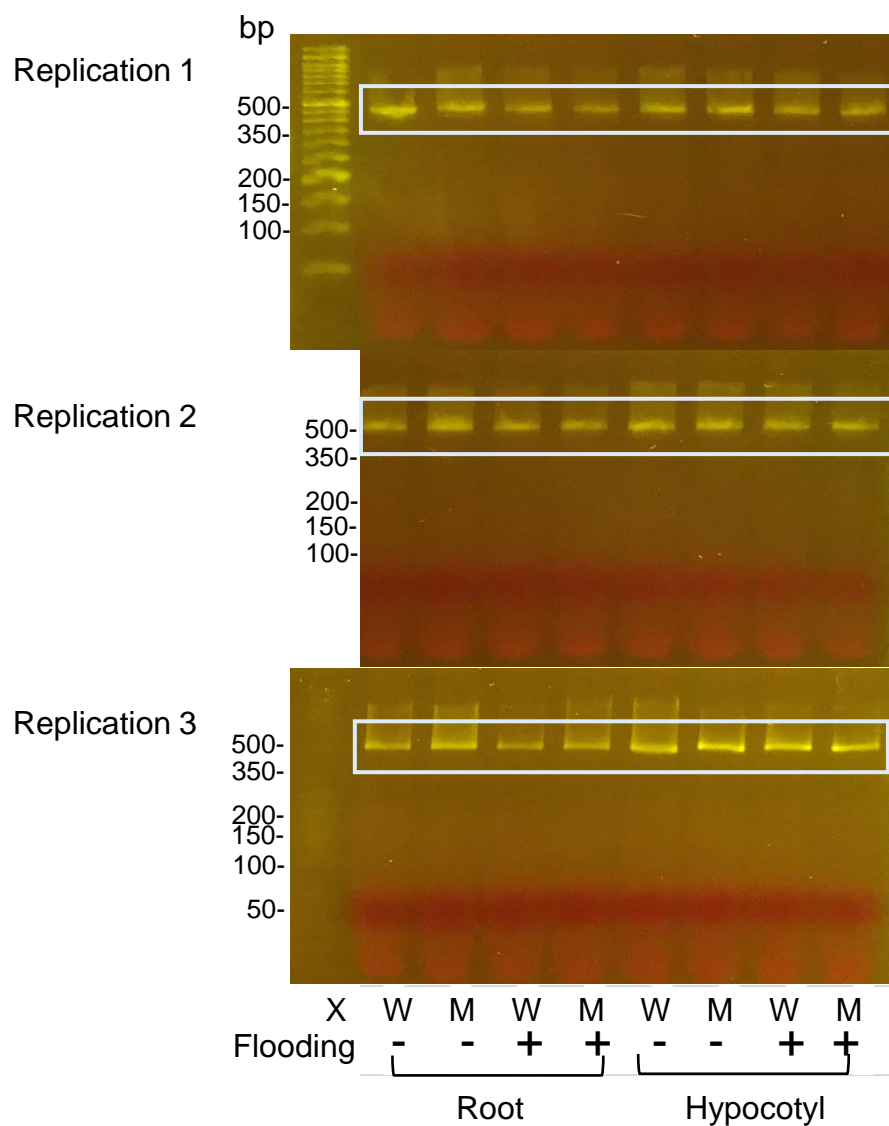 bp
Replication 1
500-
350-
200-
150-
100-
Replication 2
500-
350-
200-
150-
100-
Replication 3
500-
350-
200-
150-
100-
50-
X W M W M W M W M
Flooding - - + + - - + +
Root Hypocotyl